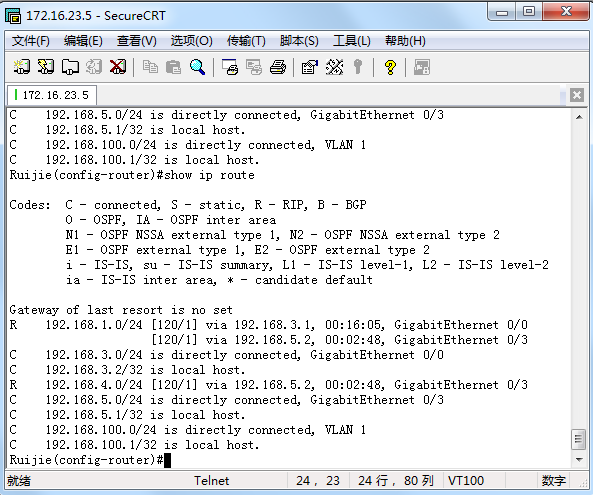 172.16.23.5 - SecureCRT
文件(F) 编辑(E) 查看(V) 选项(O) 传输(T) 脚本(S) 工具(L) 帮助(H)
172.16.23.5
C    192.168.5.0/24 is directly connected, GigabitEthernet 0/3
C    192.168.5.1/32 is local host.
C    192.168.100.0/24 is directly connected, VLAN 1
C    192.168.100.1/32 is local host.
Ruijie(config-router)#show ip route
Codes:  C - connected, S - static, R - RIP, B - BGP
O - OSPF, IA - OSPF inter area
N1 - OSPF NSSA external type 1, N2 - OSPF NSSA external type 2
E1 - OSPF external type 1, E2 - OSPF external type 2
i - IS-IS, su - IS-IS summary, L1 - IS-IS level-1, L2 - IS-IS level-2
ia - IS-IS inter area, * - candidate default
Gateway of last resort is no set
R    192.168.1.0/24 [120/1] via 192.168.3.1, 00:16:05, GigabitEthernet 0/0
[120/1] via 192.168.5.2, 00:02:48, GigabitEthernet 0/3
C    192.168.3.0/24 is directly connected, GigabitEthernet 0/0
C    192.168.3.2/32 is local host.
R    192.168.4.0/24 [120/1] via 192.168.5.2, 00:02:48, GigabitEthernet 0/3
C    192.168.5.0/24 is directly connected, GigabitEthernet 0/3
C    192.168.5.1/32 is local host.
C    192.168.100.0/24 is directly connected, VLAN 1
C    192.168.100.1/32 is local host.
Ruijie(config-router)#
就绪 Telnet 24, 23 24 行, 80 列 VT100 数字